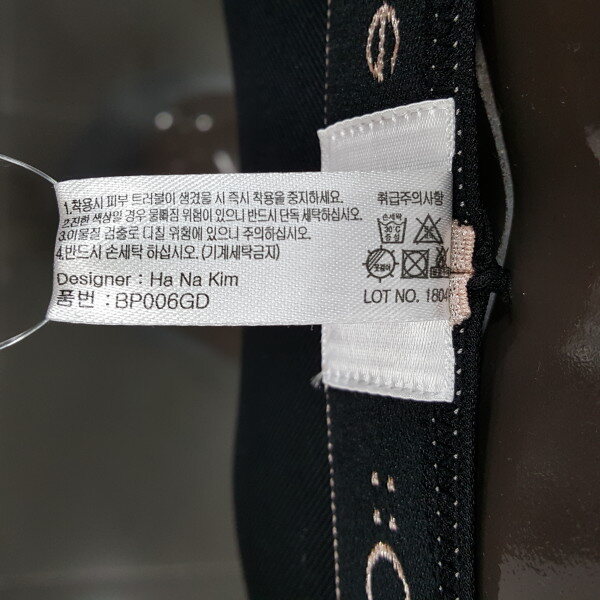 1.착용시 피부 트러블이 생겼을 시 즉시 착용을 중지하세요.
2.진한 색상일 경우 물빠짐 위험이 있으니 반드시 단독 세탁하십시오.
3.이물질 검출로 다칠 위험에 있으니 주의하십시오.
4.반드시 손세탁 하십시오.(기계세탁금지)
Designer : Ha Na Kim
품번 : BP006GD
취급주의사항
손세탁
30℃
LOT NO. 1804